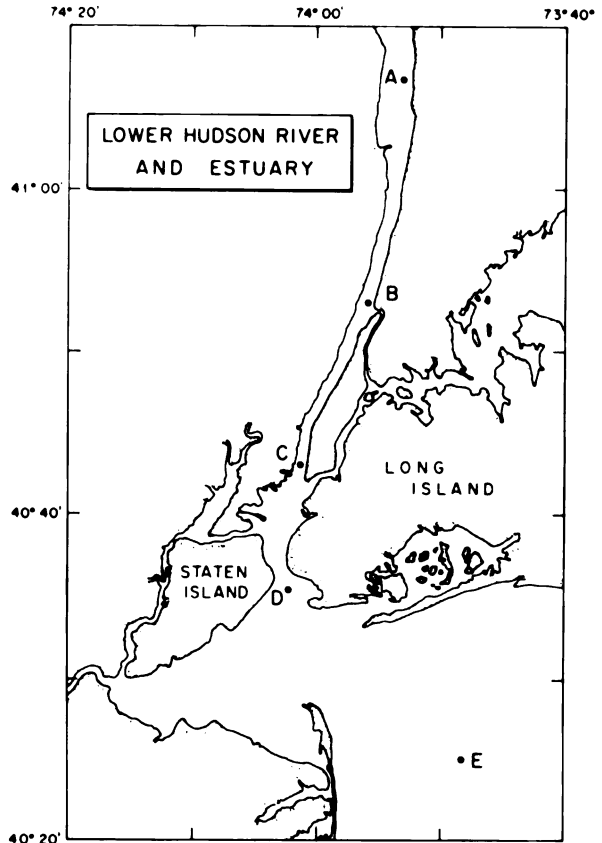 74° 20'
74° 00'
73° 40'
A
LOWER HUDSON RIVER
AND ESTUARY
41° 00'
B
C
LONG
ISLAND
40° 40'
STATEN
ISLAND
D
E
40° 20'